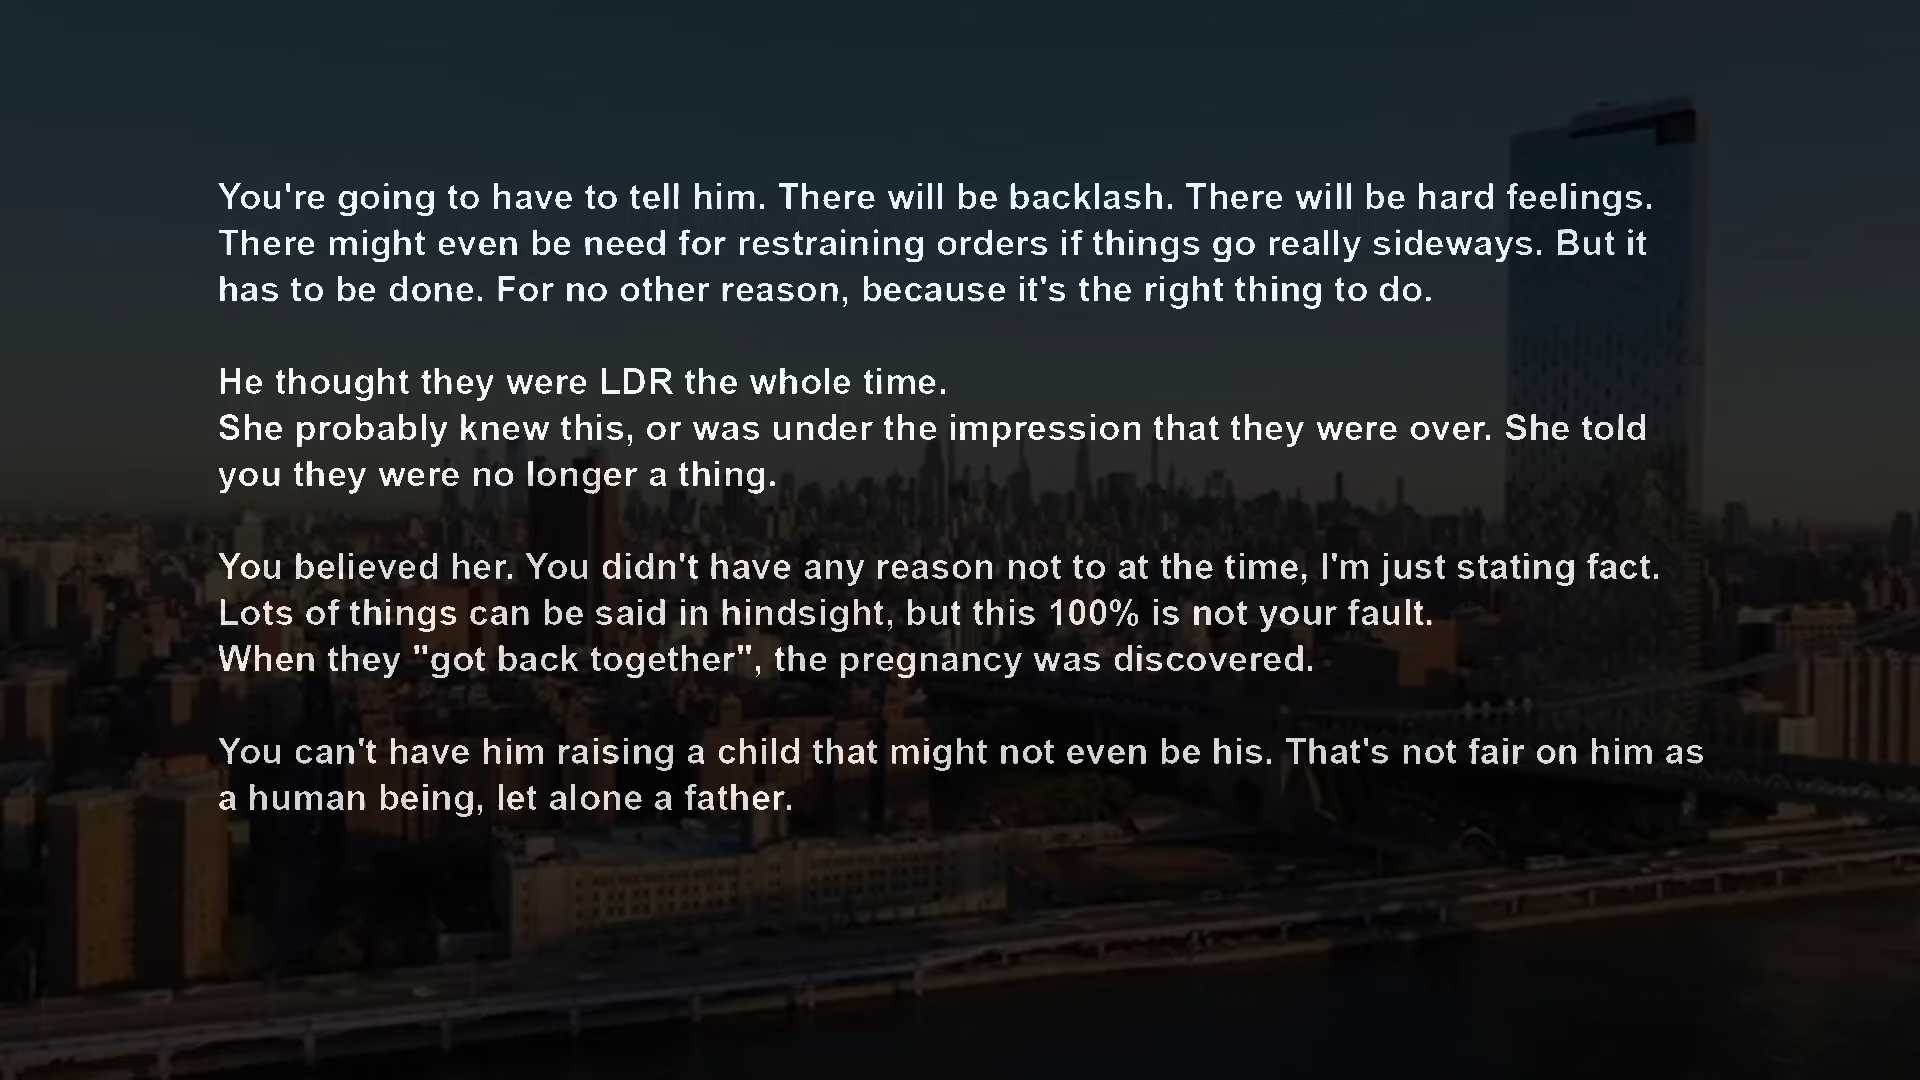 You're going to have to tell him. There will be backlash. There will be hard feelings.
There might even be need for restraining orders if things go really sideways. But it
has to be done. For no other reason, because it's the right thing to do.
He thought they were LDR the whole time.
She probably knew this, or was under the impression that they were over. She told
you they were no longer a thing.
You believed her. You didn't have any reason not to at the time, I'm just stating fact.
Lots of things can be said in hindsight, but this 100% is not your fault.
When they "got back together", the pregnancy was discovered.
You can't have him raising a child that might not even be his. That's not fair on him as
a human being, let alone a father.